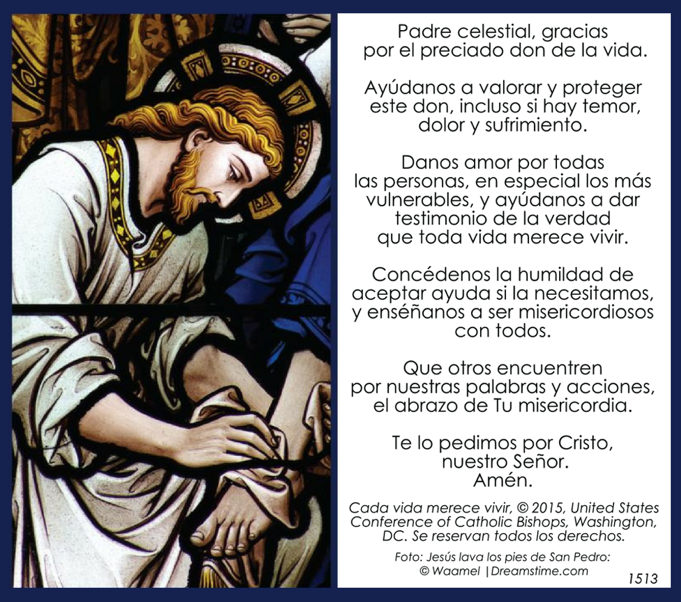 Padre celestial, gracias
por el preciado don de la vida.
Ayúdanos a valorar y proteger
este don, incluso si hay temor,
dolor y sufrimiento.
Danos amor por todas
las personas, en especial los más
vulnerables, y ayúdanos a dar
testimonio de la verdad
que toda vida merece vivir.
Concédenos la humildad de
aceptar ayuda si la necesitamos,
y enséñanos a ser misericordiosos
con todos.
Que otros encuentren
por nuestras palabras y acciones,
el abrazo de Tu misericordia.
Te lo pedimos por Cristo,
nuestro Señor.
Amén.
Cada vida merece vivir, © 2015, United States
Conference of Catholic Bishops, Washington,
DC. Se reservan todos los derechos.
Foto: Jesús lava los pies de San Pedro:
© Waamel |Dreamstime.com
1513